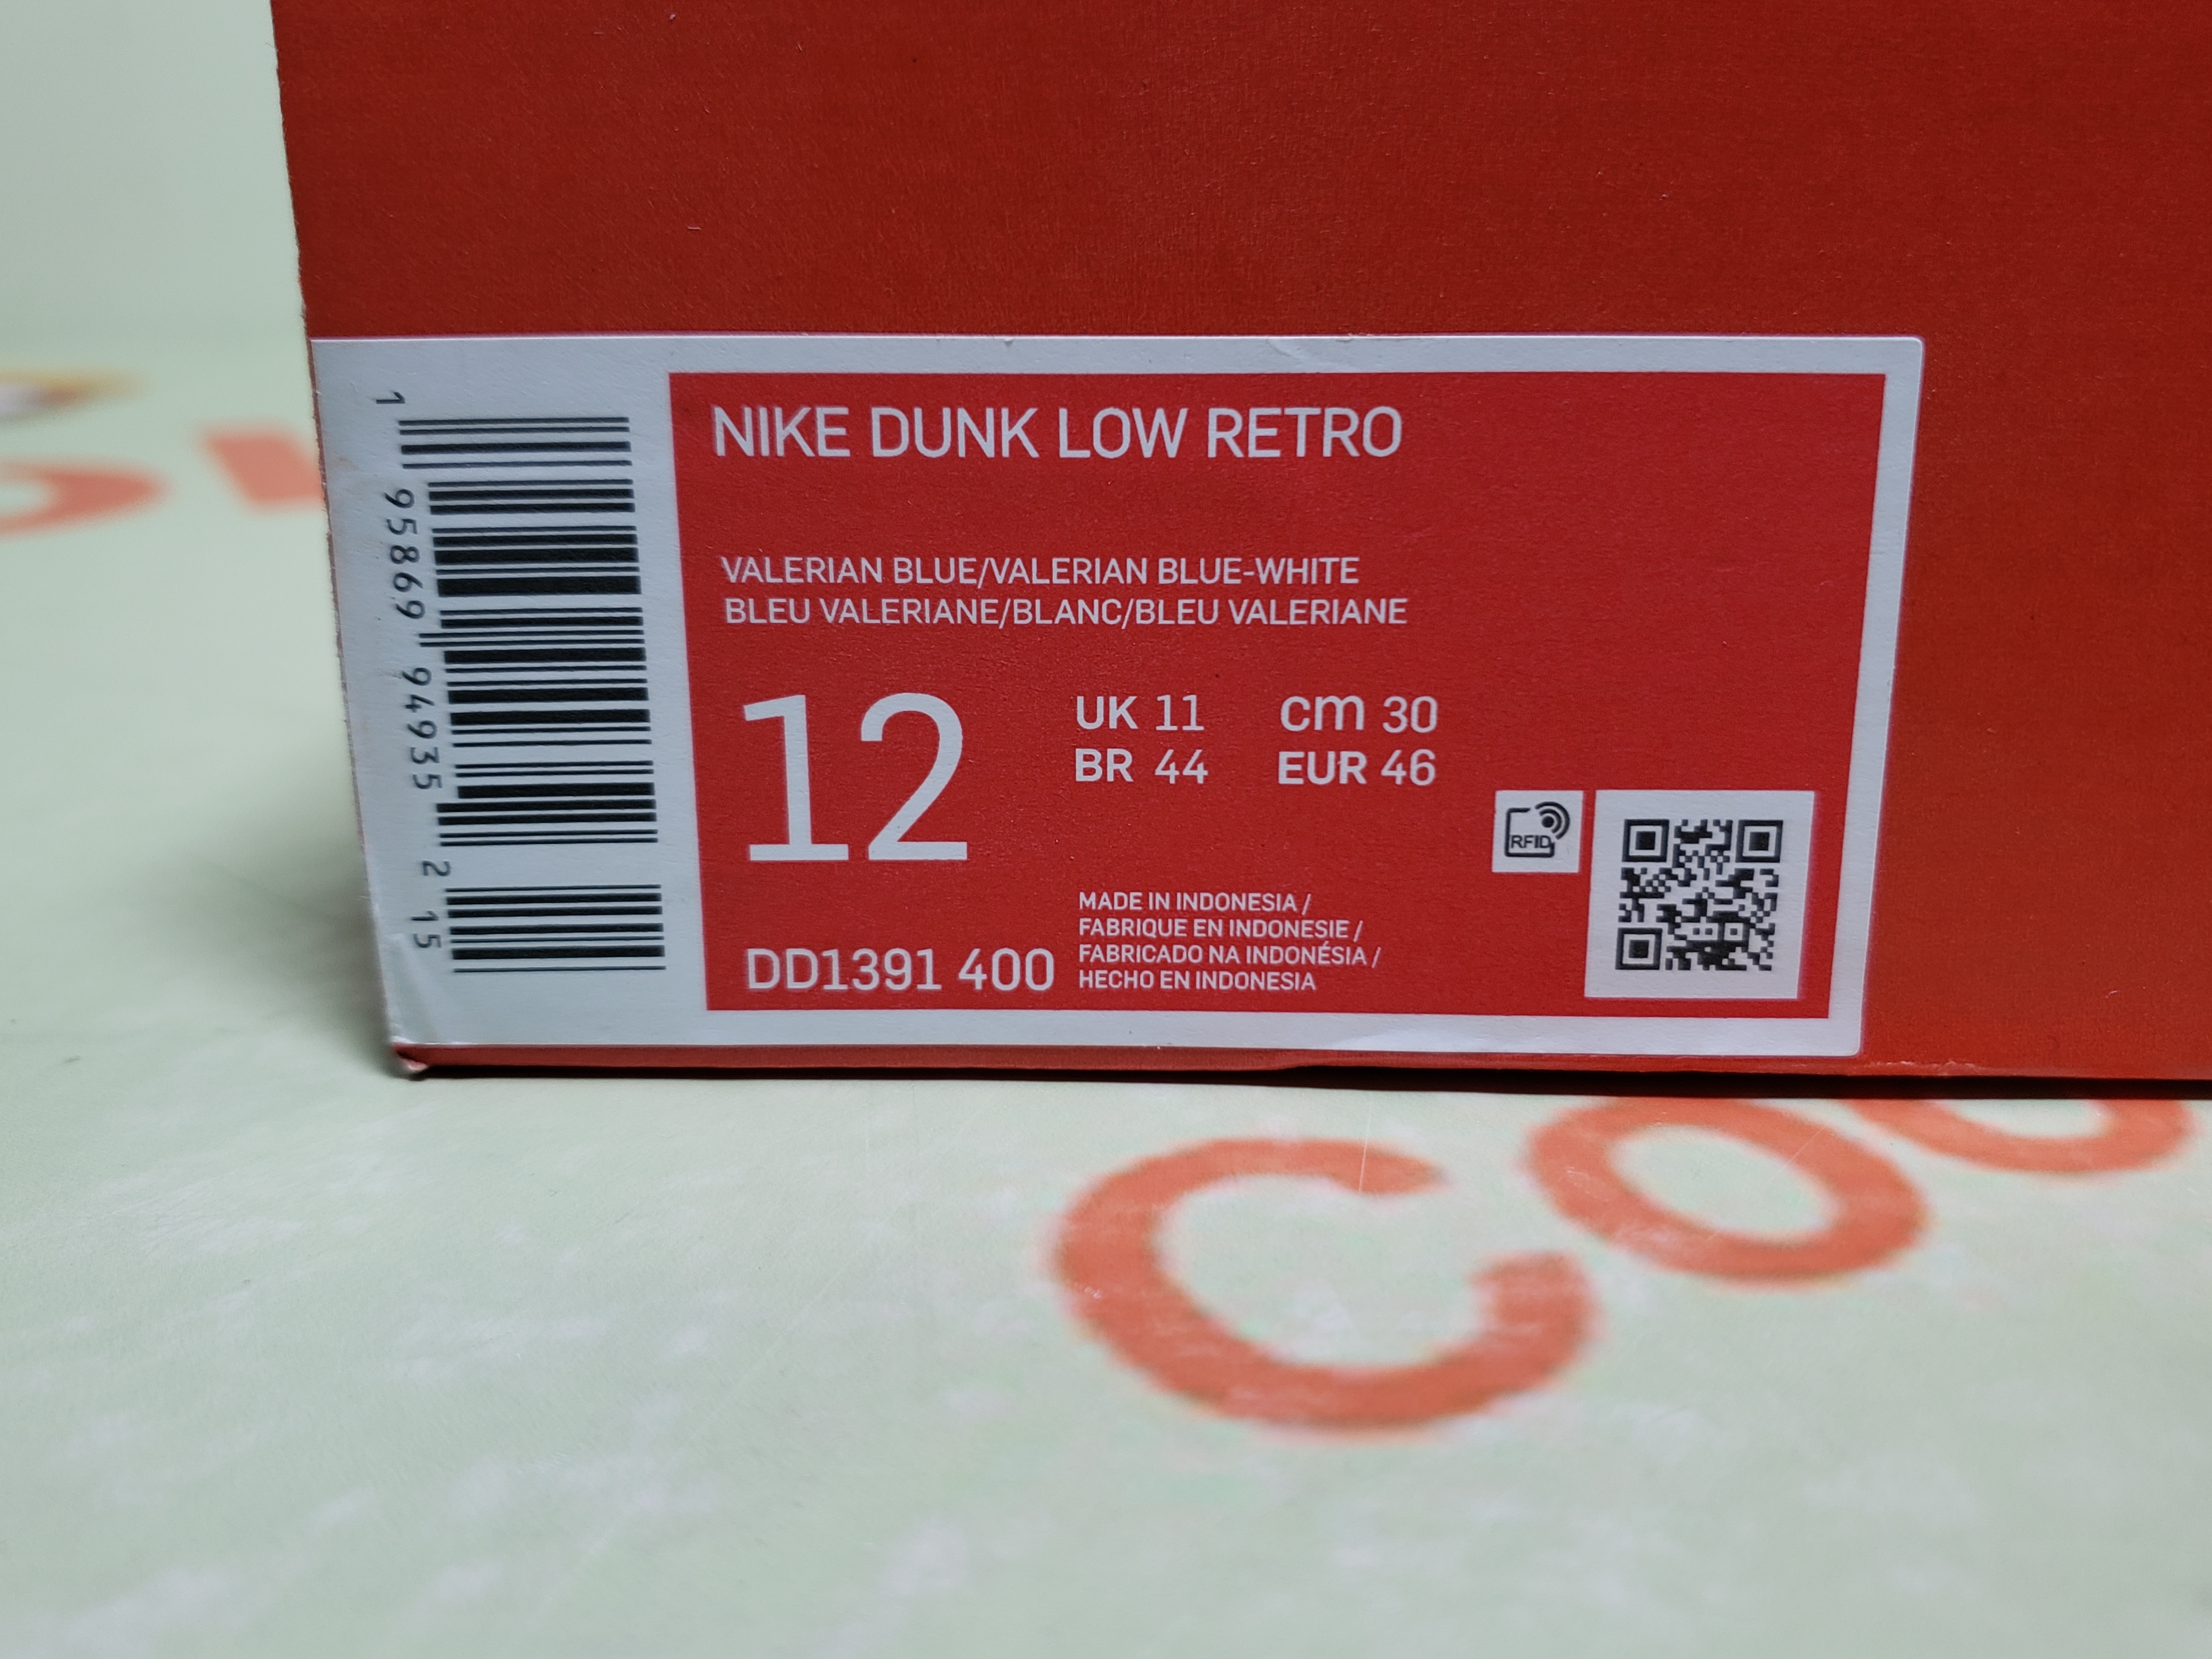 NIKE DUNK LOW RETRO
VALERIAN BLUE/VALERIAN BLUE-WHITE
BLEU VALERIANE/BLANC/BLEU VALERIANE
12
UK 11 cm 30
BR 44 EUR 46
RFID
MADE IN INDONESIA /
FABRIQUE EN INDONESIE /
FABRICADO NA INDONÉSIA /
HECHO EN INDONESIA
DD1391 400
1 95869 94935 2 15